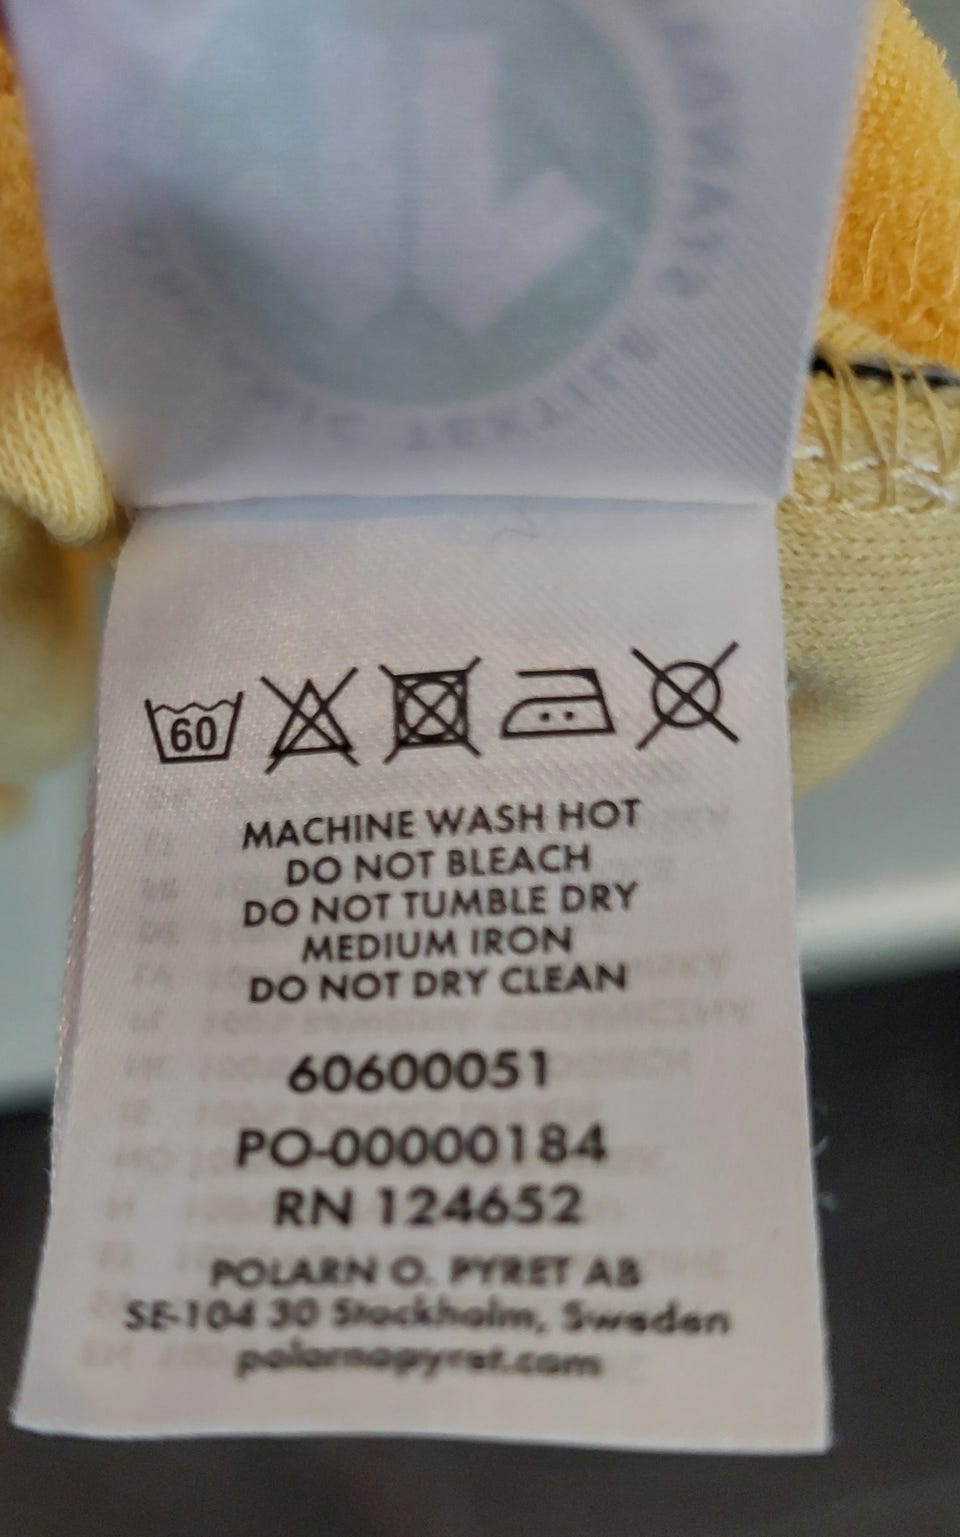 60
MACHINE WASH HOT
DO NOT BLEACH
DO NOT TUMBLE DRY
MEDIUM IRON
DO NOT DRY CLEAN
60600051
PO-00000184
RN 124652
POLARN O. PYRET AB
SE-104 30 Stockholm, Sweden
polarnopyret.com